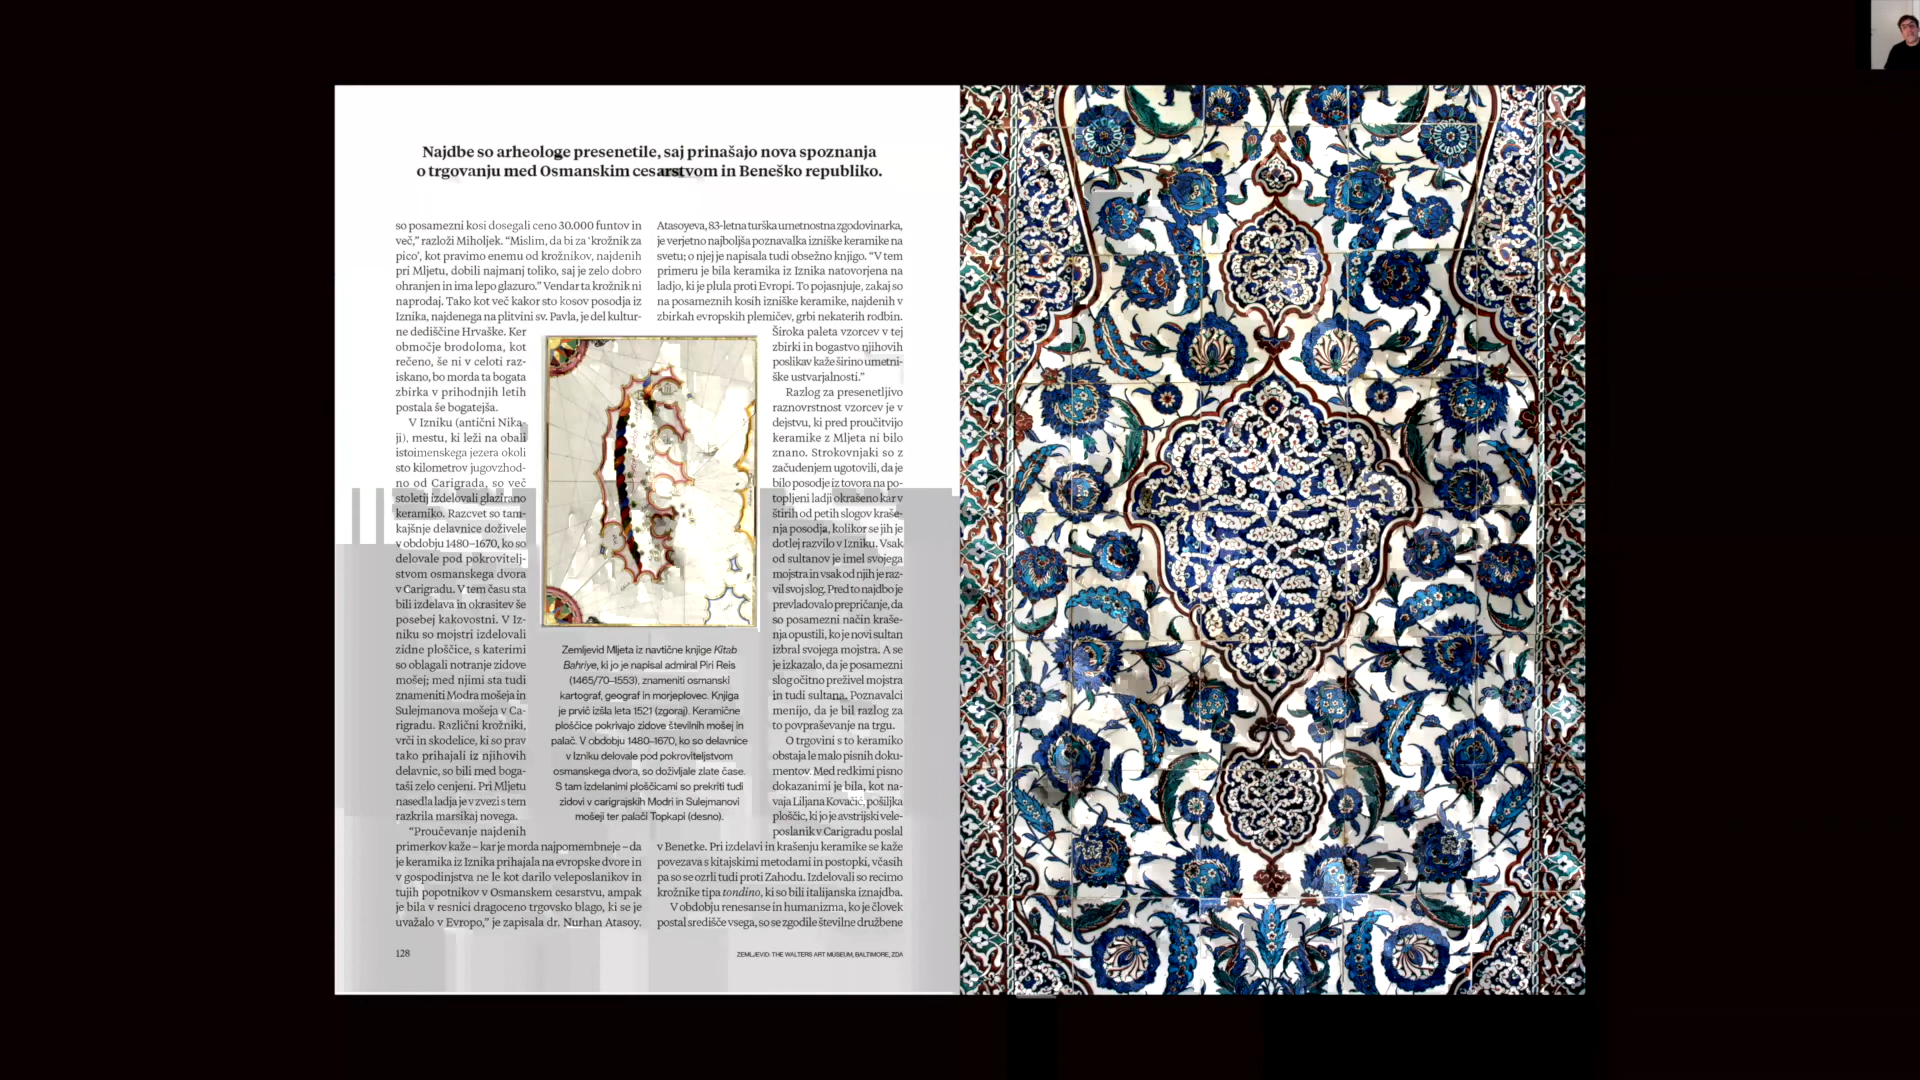 Najdbe so arheologe presenetile, saj prinašajo nova spoznanja
o trgovanju med Osmanskim cesarstvom in Beneško republiko.
so posamezni kosi dosegali ceno 30.000 funtov in
več,” razloži Miholjek. “Mislim, da bi za ‘krožnik za
pico’, kot pravimo enemu od krožnikov, najdenih
pri Mljetu, dobili najmanj toliko, saj je zelo dobro
ohranjen in ima lepo glazuro.” Vendar ta krožnik ni
naprodaj. Tako kot več kakor sto kosov posodja iz
Iznika, najdenega na plitvini sv. Pavla, je del kultur-
ne dediščine Hrvaške. Ker
območje brodoloma, kot
rečeno, še ni v celoti raz-
iskano, bo morda ta bogata
zbirka v prihodnjih letih
postala še bogatejša.
V Izniku (antični Nika
ji), mestu, ki leži na obali
istoimenskega jezera okoli
sto kilometrov jugovzhod-
no od Carigrada, so več
stoletij izdelovali glazirano
keramiko. Razcvet so tam-
kajšnje delavnice doživele
v obdobju 1480–1670, ko so
delovale pod pokrovitelj-
stvom osmanskega dvora
v Carigradu. V tem času sta
bili izdelava in okrasitev še
posebej kakovostni. V Iz-
niku so mojstri izdelovali
zidne ploščice, s katerimi
so oblagali notranje zidove
mošej; med njimi sta tudi
znameniti Modra mošeja in
Sulejmanova mošeja v Ca-
rigradu. Različni krožniki,
vrči in skodelice, ki so prav
tako prihajali iz njihovih
delavnic, so bili med boga-
taši zelo cenjeni. Pri Mljetu
nasedla ladja je v zvezi s tem
razkrila marsikaj novega.
“Proučevanje najdenih
primerkov kaže – kar je morda najpomembneje – da
je keramika iz Iznika prihajala na evropske dvore in
v gospodinjstva ne le kot darilo veleposlanikov in
tujih popotnikov v Osmanskem cesarstvu, ampak
je bila v resnici dragoceno trgovsko blago, ki se je
uvažalo v Evropo,” je zapisala dr. Nurhan Atasoy.
Zemljevid Mljeta iz navtične knjige Kitab
Bahriye, ki jo je napisal admiral Piri Reis
(1465/70–1553), znameniti osmanski
kartograf, geograf in morjeplovec. Knjiga
je prvič izšla leta 1521 (zgoraj). Keramične
ploščice pokrivajo zidove številnih mošej in
palač. V obdobju 1480–1670, ko so delavnice
v Izniku delovale pod pokroviteljstvom
osmanskega dvora, so doživljale zlate čase.
S tam izdelanimi ploščicami so prekriti tudi
zidovi v carigrajskih Modri in Sulejmanovi
mošeji ter palači Topkapi (desno).
Atasoyeva, 83-letna turška umetnostna zgodovinarka,
je verjetno najboljša poznavalka izniške keramike na
svetu; o njej je napisala tudi obsežno knjigo. “V tem
primeru je bila keramika iz Iznika natovorjena na
ladjo, ki je plula proti Evropi. To pojasnjuje, zakaj so
na posameznih kosih izniške keramike, najdenih v
zbirkah evropskih plemičev, grbi nekaterih rodbin.
Široka paleta vzorcev v tej
zbirki in bogastvo njihovih
poslikav kaže širino umetni-
ške ustvarjalnosti.”
Razlog za presenetljivo
raznovrstnost vzorcev je v
dejstvu, ki pred proučitvijo
keramike z Mljeta ni bilo
znano. Strokovnjaki so z
začudenjem ugotovili, da je
bilo posodje iz tovora na po-
topljeni ladji okrašeno kar v
štirih od petih slogov kraše-
nja posodja, kolikor se jih je
dotlej razvilo v Izniku. Vsak
od sultanov je imel svojega
mojstra in vsak od njih je raz-
vil svoj slog. Pred to najdbo je
prevladovalo prepričanje, da
so posamezni način kraše-
nja opustili, ko je novi sultan
izbral svojega mojstra. A se
je izkazalo, da je posamezni
slog očitno preživel mojstra
in tudi sultana. Poznavalci
menijo, da je bil razlog za
to povpraševanje na trgu.
O trgovini s to keramiko
obstaja le malo pisnih doku-
mentov. Med redkimi pisno
dokazanimi je bila, kot na-
vaja Liljana Kovačić, pošiljka
ploščic, ki jo je avstrijski vele-
poslanik v Carigradu poslal
v Benetke. Pri izdelavi in krašenju keramike se kaže
povezava s kitajskimi metodami in postopki, včasih
pa so se ozrli tudi proti Zahodu. Izdelovali so recimo
krožnike tipa tondino, ki so bili italijanska iznajdba.
V obdobju renesanse in humanizma, ko je človek
postal središče vsega, so se zgodile številne družbene
128
ZEMLJEVID: THE WALTERS ART MUSEUM, BALTIMORE, ZDA